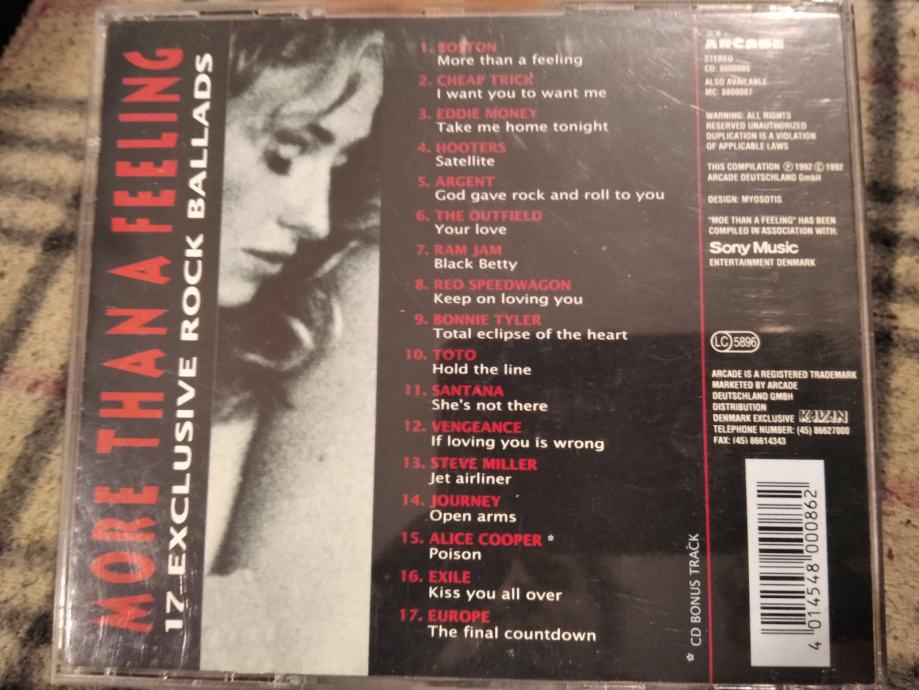 MORE THAN A FEELING
17 EXCLUSIVE ROCK BALLADS
1. BOSTON
More than a feeling
2. CHEAP TRICK
I want you to want me
3. EDDIE MONEY
Take me home tonight
4. HOOTERS
Satellite
5. ARGENT
God gave rock and roll to you
6. THE OUTFIELD
Your love
7. RAM JAM
Black Betty
8. REO SPEEDWAGON
Keep on loving you
9. BONNIE TYLER
Total eclipse of the heart
10. TOTO
Hold the line
11. SANTANA
She's not there
12. VENGEANCE
If loving you is wrong
13. STEVE MILLER
Jet airliner
14. JOURNEY
Open arms
15. ALICE COOPER *
Poison
16. EXILE
Kiss you all over
17. EUROPE
The final countdown
* CD BONUS TRACK
ARCADE
STEREO
CD: 8800086
ALSO AVAILABLE
MC: 8800087
WARNING: ALL RIGHTS
RESERVED UNAUTHORIZED
DUPLICATION IS A VIOLATION
OF APPLICABLE LAWS
THIS COMPILATION Ⓟ 1992 © 1992
ARCADE DEUTSCHLAND GmbH
DESIGN: MYOSOTIS
"MOE THAN A FEELING" HAS BEEN
COMPILED IN ASSOCIATION WITH:
Sony Music
ENTERTAINMENT DENMARK
LC 5896
ARCADE IS A REGISTERED TRADEMARK
MARKETED BY ARCADE
DEUTSCHLAND GMBH
DISTRIBUTION
DENMARK EXCLUSIVE KAVAN
TELEPHONE NUMBER: (45) 86627000
FAX: (45) 86614343
4 014548 000862